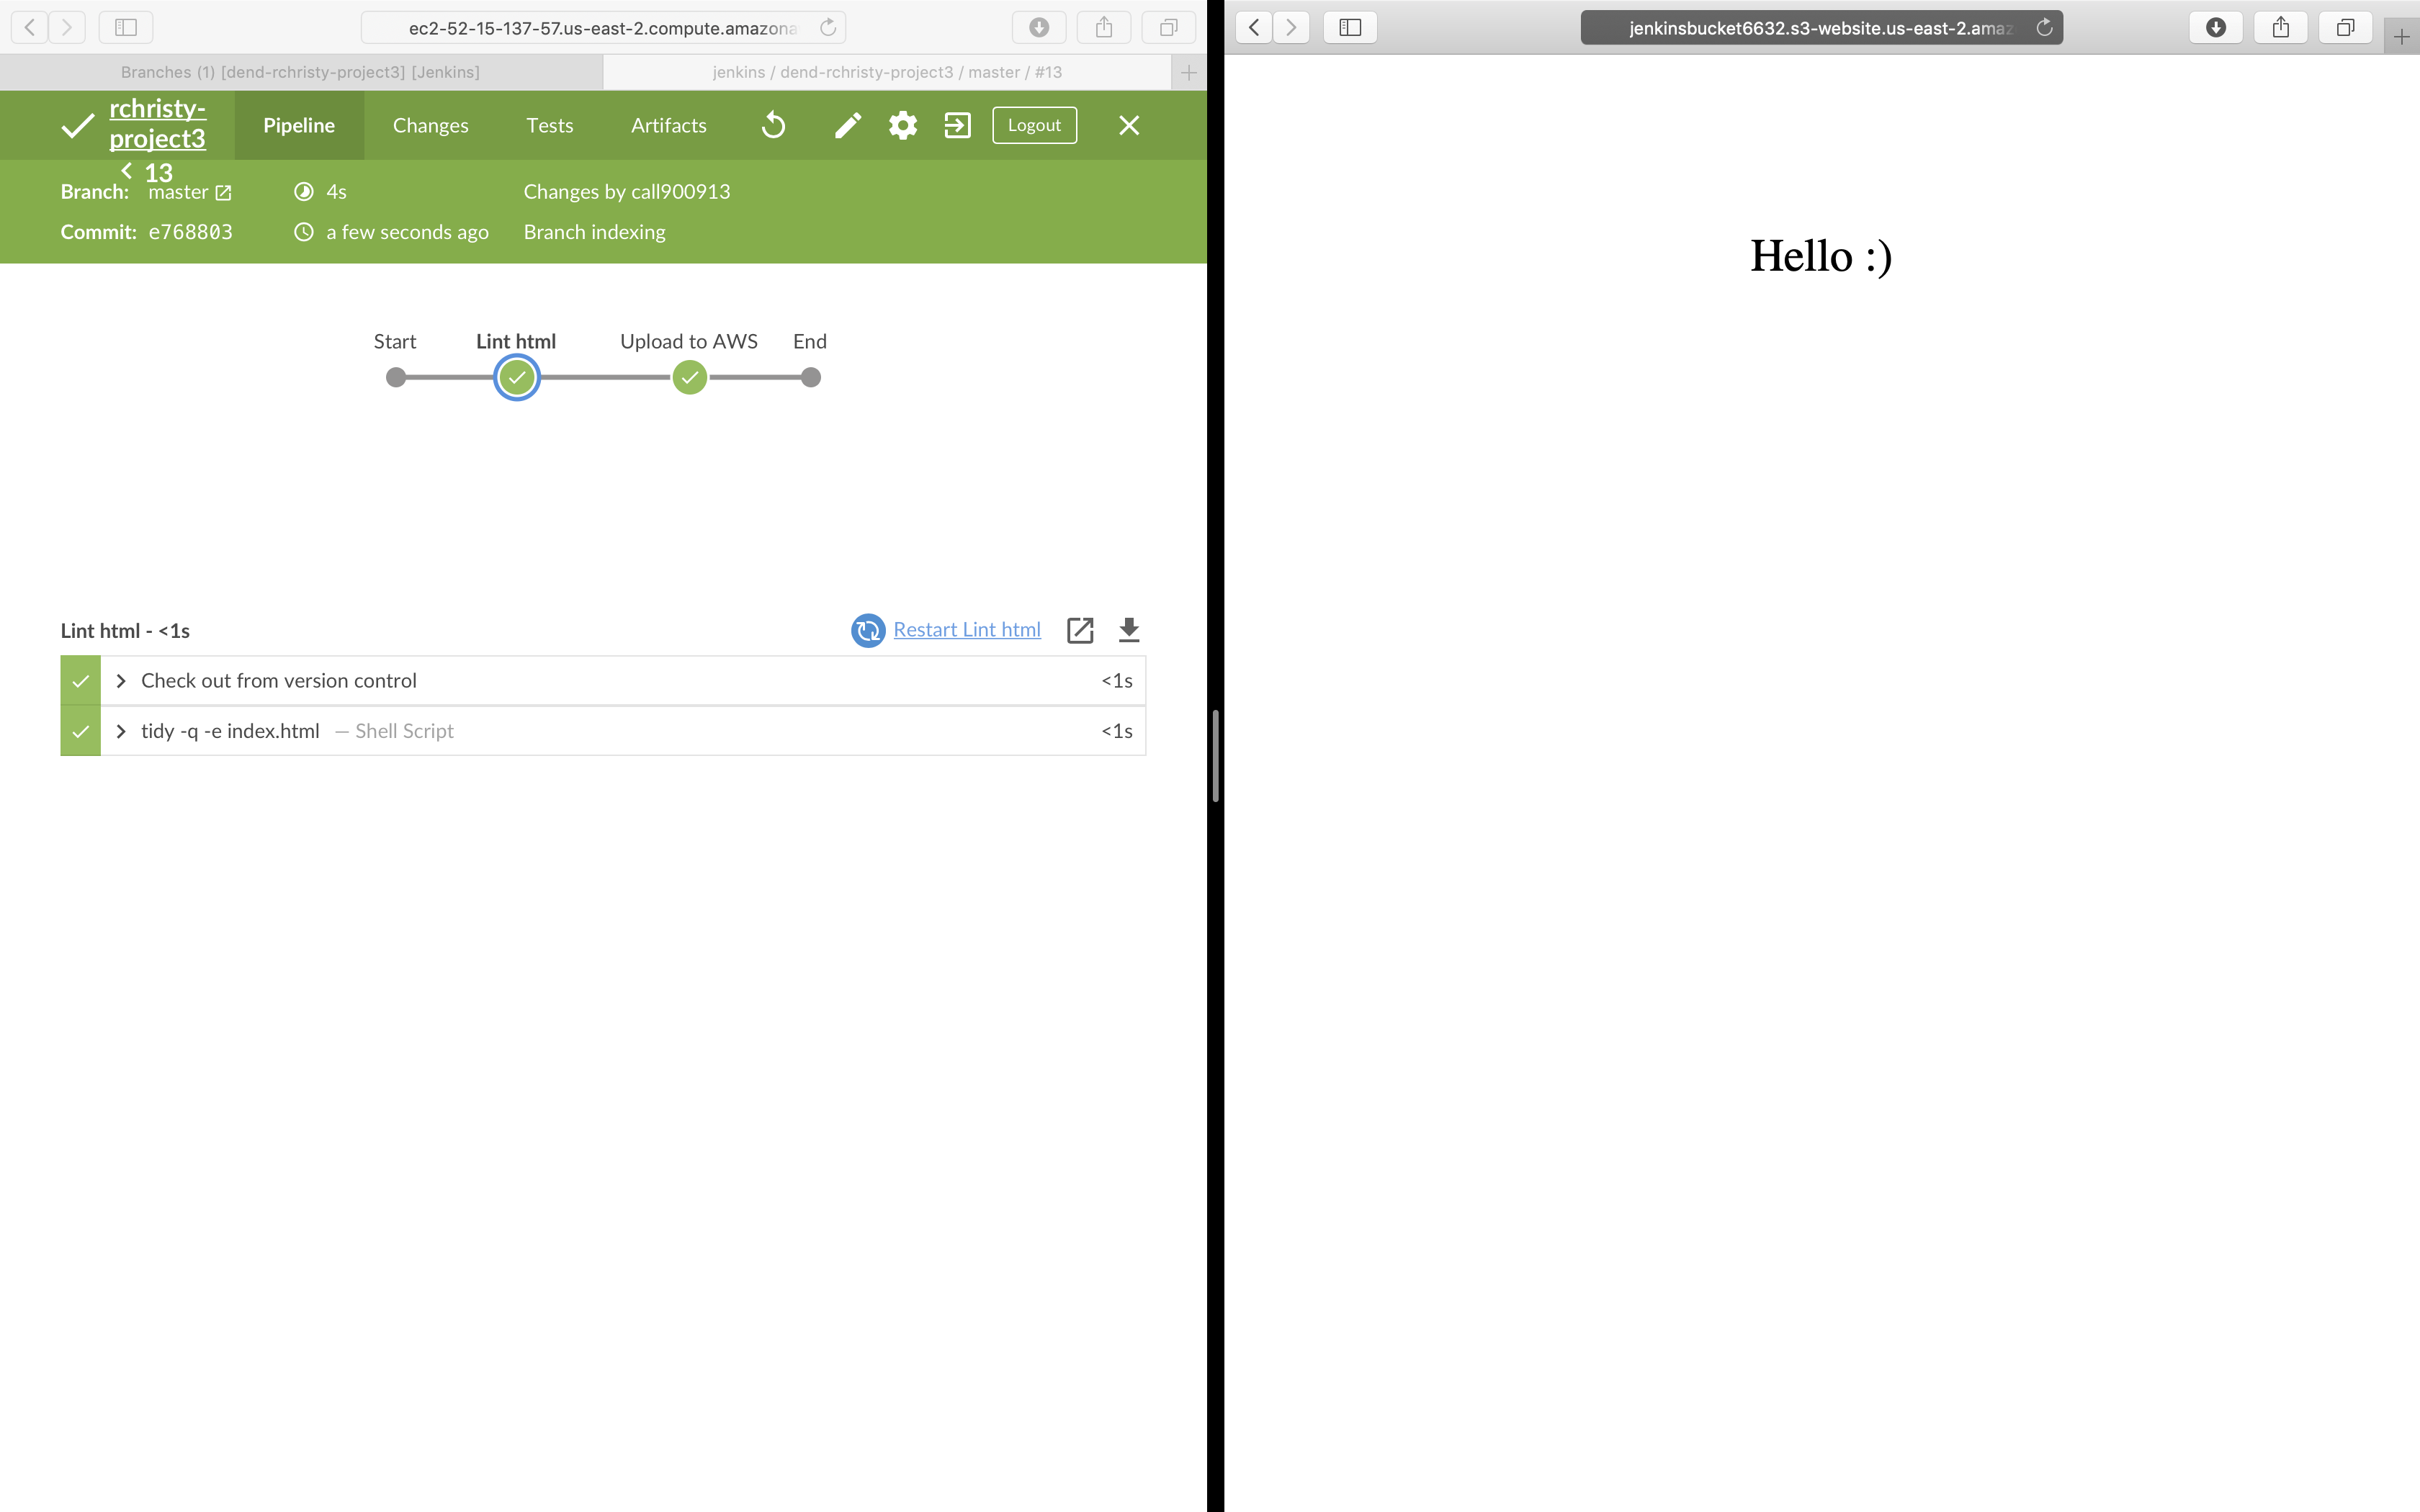 ec2-52-15-137-57.us-east-2.compute.amazona
Branches (1) [dend-rchristy-project3] [Jenkins]
jenkins / dend-rchristy-project3 / master / #13
rchristy-
project3
< 13
Pipeline
Changes
Tests
Artifacts
Logout
Branch: master
4s
Changes by call900913
Commit: e768803
a few seconds ago
Branch indexing
Start
Lint html
Upload to AWS
End
Lint html - <1s
Restart Lint html
Check out from version control
<1s
tidy -q -e index.html — Shell Script
<1s
jenkinsbucket6632.s3-website.us-east-2.amaz
Hello :)